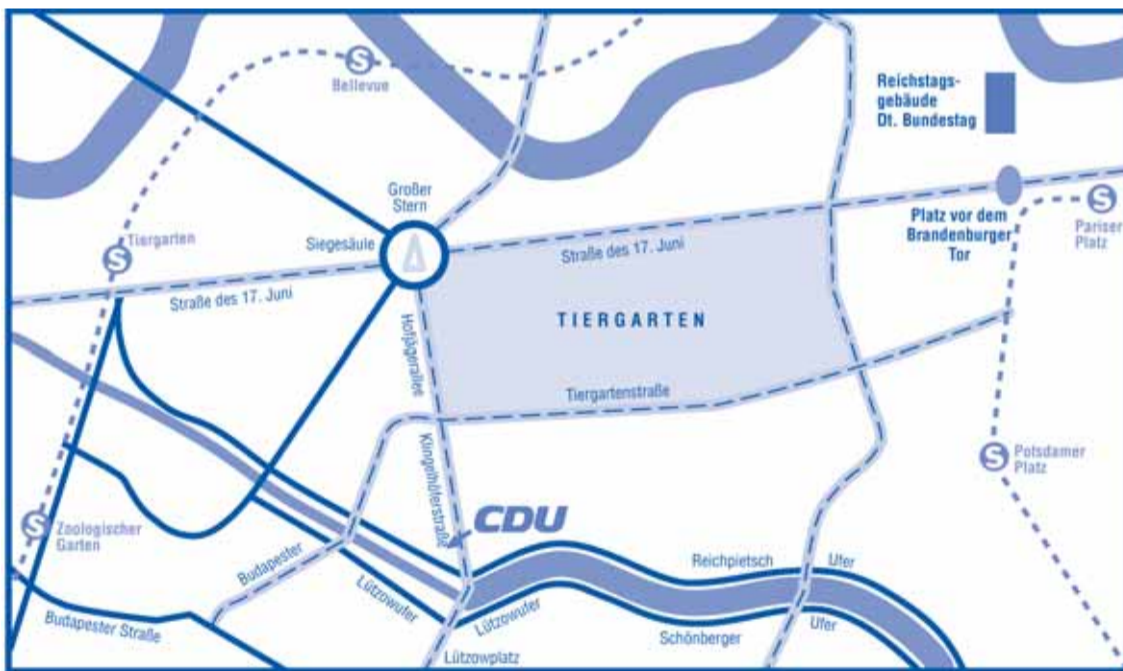 S
Bellevue
Reichstags-
gebäude
Dt. Bundestag
Großer
Stern
Siegesäule
S
Tiergarten
Straße des 17. Juni
Straße des 17. Juni
Platz vor dem
Brandenburger
Tor
S
Pariser
Platz
TIERGARTEN
Hofjägerallee
Tiergartenstraße
Klingelhöferstraße
CDU
S
Potsdamer
Platz
S
Zoologischer
Garten
Budapester
Lützowufer
Lützowufer
Reichpietsch
Ufer
Budapester Straße
Schönberger
Ufer
Lützowplatz